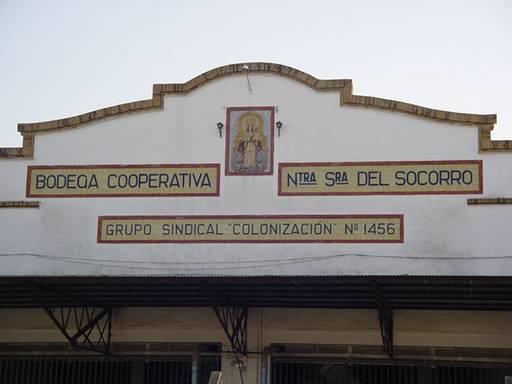 BODEGA COOPERATIVA
NTRA SRA DEL SOCORRO
GRUPO SINDICAL "COLONIZACIÓN" Nº 1456